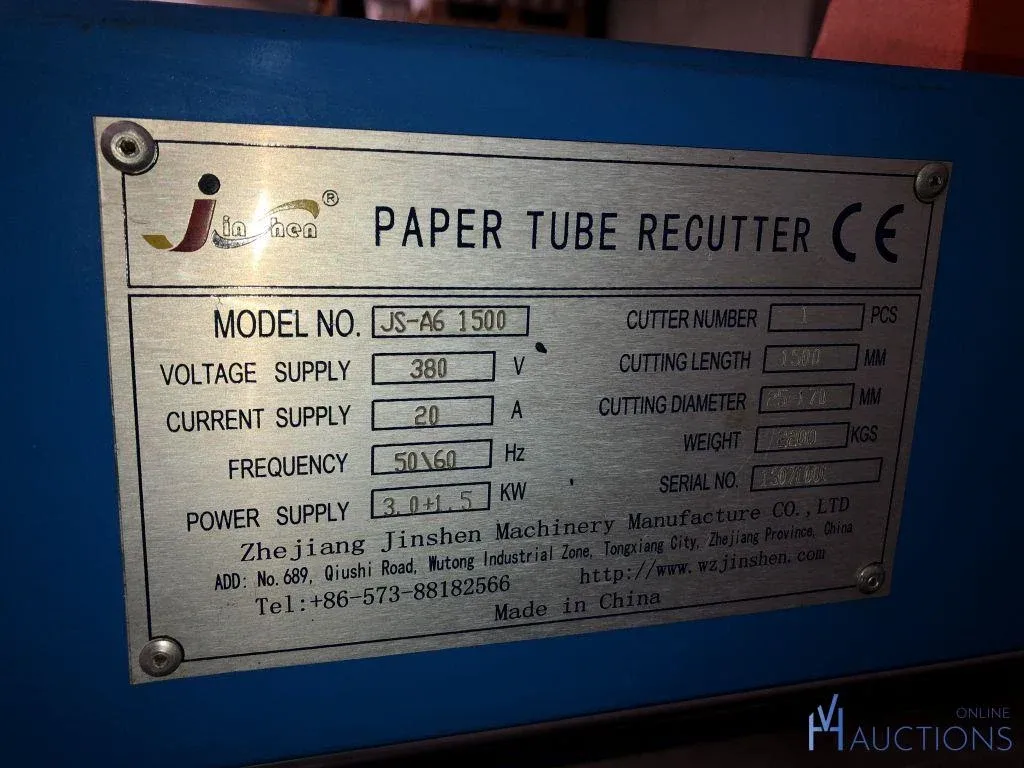 Jinshen®
PAPER TUBE RECUTTER CE
MODEL NO. JS-A6 1500
VOLTAGE SUPPLY 380 V
CURRENT SUPPLY 20 A
FREQUENCY 50\60 Hz
POWER SUPPLY 3.0+1.5 KW
CUTTER NUMBER 1 PCS
CUTTING LENGTH 1500 MM
CUTTING DIAMETER MM
WEIGHT 2200 KGS
SERIAL NO.
Zhejiang Jinshen Machinery Manufacture CO.,LTD
ADD: No.689, Qiushi Road, Wutong Industrial Zone, Tongxiang City, Zhejiang Province, China
Tel:+86-573-88182566 http://www.wzjinshen.com
Made in China
ONLINE
AUCTIONS